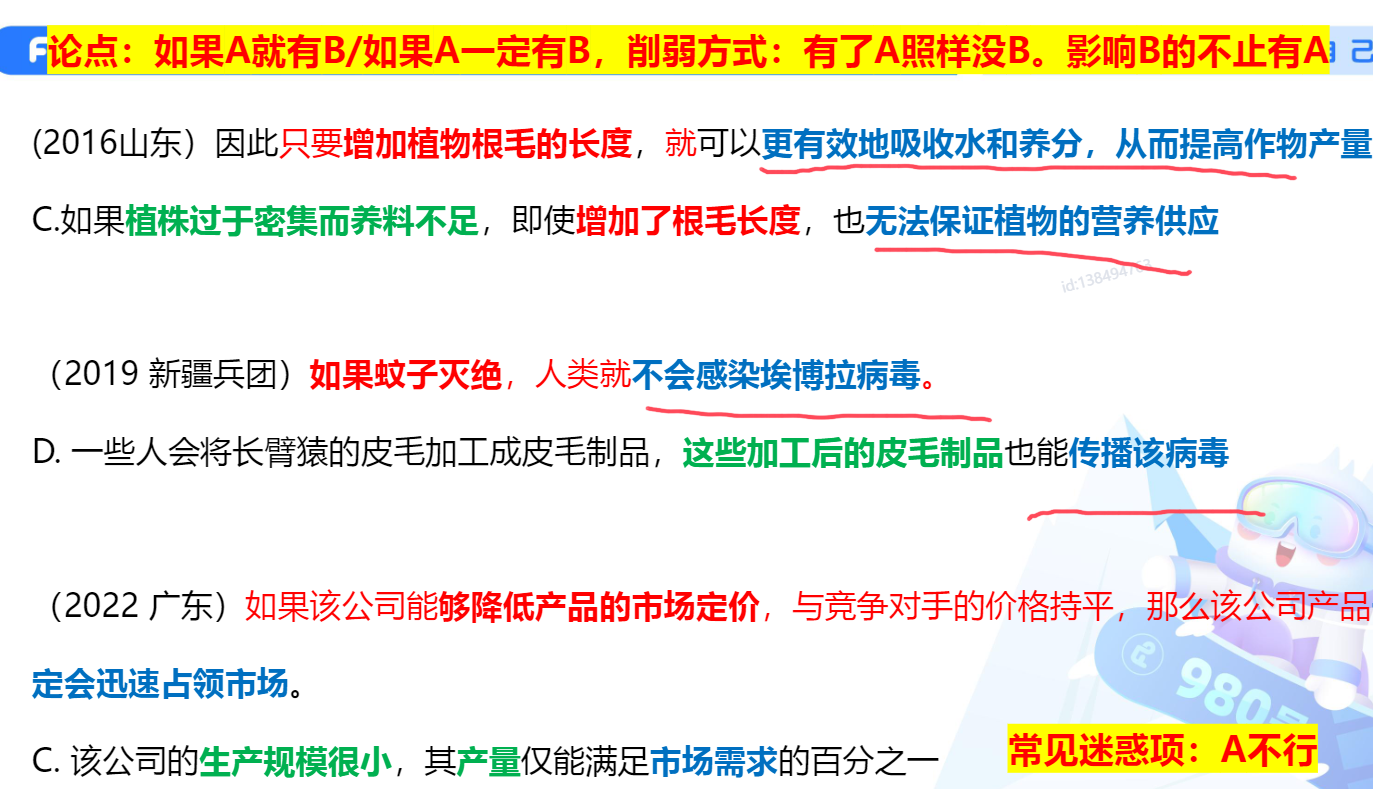 F论点：如果A就有B/如果A一定有B，削弱方式：有了A照样没B。影响B的不止有A 己
(2016山东）因此只要增加植物根毛的长度，就可以更有效地吸收水和养分，从而提高作物产量
C.如果植株过于密集而养料不足，即使增加了根毛长度，也无法保证植物的营养供应
id:138494763
（2019 新疆兵团）如果蚊子灭绝，人类就不会感染埃博拉病毒。
D. 一些人会将长臂猿的皮毛加工成皮毛制品，这些加工后的皮毛制品也能传播该病毒
（2022 广东）如果该公司能够降低产品的市场定价，与竞争对手的价格持平，那么该公司产品
定会迅速占领市场。
980
C. 该公司的生产规模很小，其产量仅能满足市场需求的百分之一
常见迷惑项：A不行